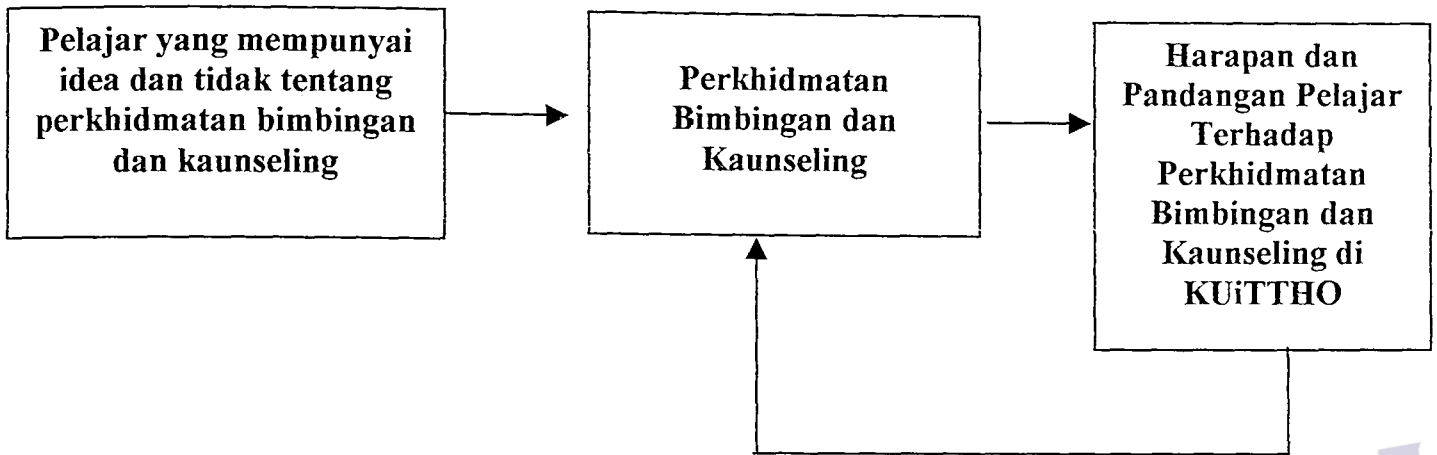 Pelajar yang mempunyai
idea dan tidak tentang
perkhidmatan bimbingan
dan kaunseling
Perkhidmatan
Bimbingan dan
Kaunseling
Harapan dan
Pandangan Pelajar
Terhadap
Perkhidmatan
Bimbingan dan
Kaunseling di
KUiTTHO